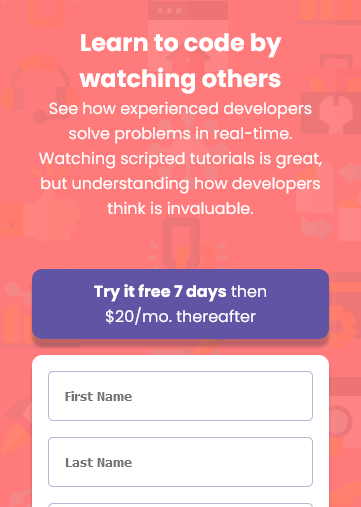 Learn to code by
watching others
See how experienced developers
solve problems in real-time.
Watching scripted tutorials is great,
but understanding how developers
think is invaluable.
Try it free 7 days then
$20/mo. thereafter
First Name
Last Name